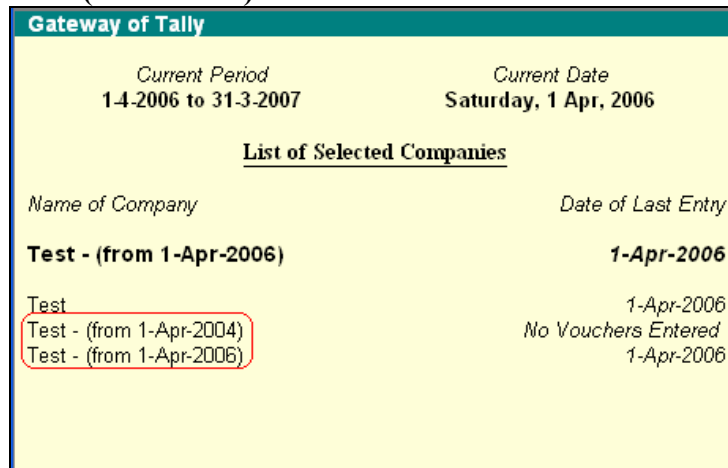 Gateway of Tally
Current Period Current Date
1-4-2006 to 31-3-2007 Saturday, 1 Apr, 2006
List of Selected Companies
Name of Company Date of Last Entry
Test - (from 1-Apr-2006) 1-Apr-2006
Test 1-Apr-2006
Test - (from 1-Apr-2004) No Vouchers Entered
Test - (from 1-Apr-2006) 1-Apr-2006